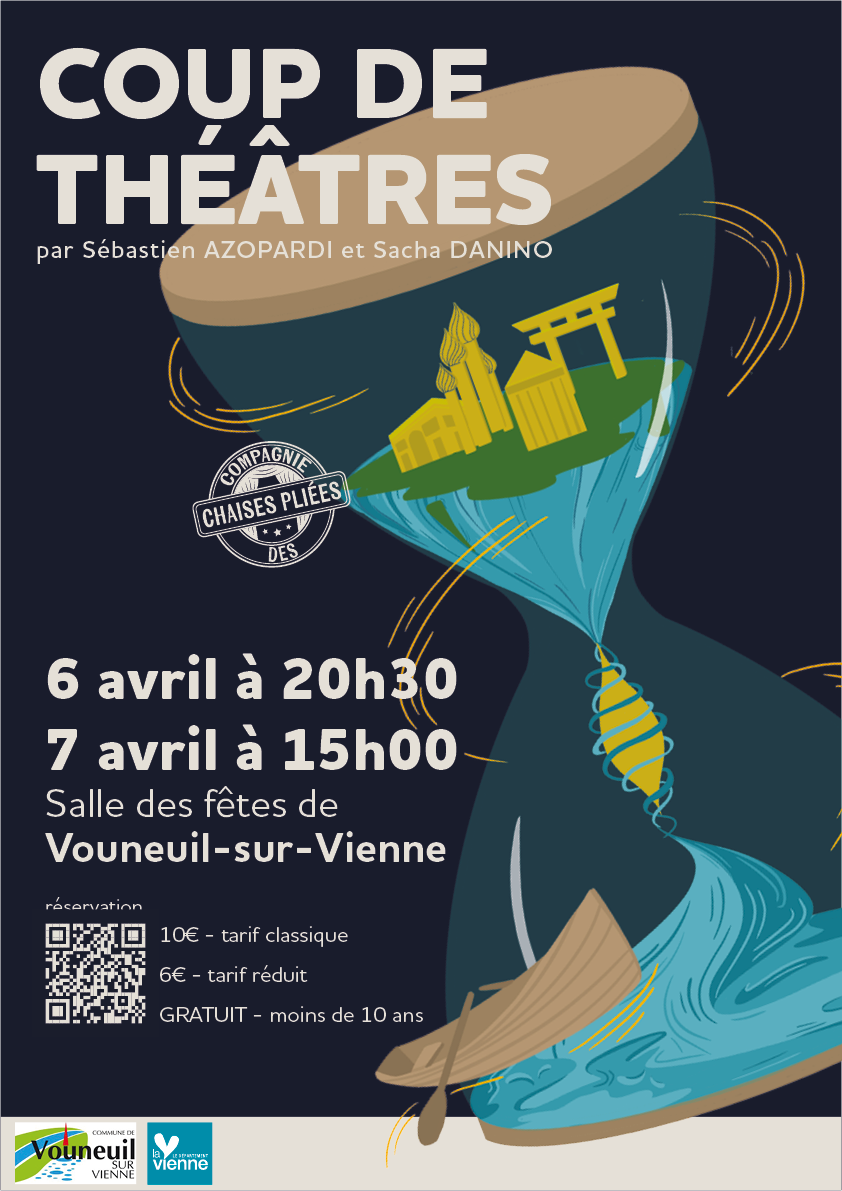 COUP DE
THÉÂTRES
par Sébastien AZOPARDI et Sacha DANINO
COMPAGNIE
CHAISES PLIÉES
DES
6 avril à 20h30
7 avril à 15h00
Salle des fêtes de
Vouneuil-sur-Vienne
réservation
10€ - tarif classique
6€ - tarif réduit
GRATUIT - moins de 10 ans
COMMUNE DE
Vouneuil
SUR
VIENNE
la
LE DÉPARTEMENT
vienne